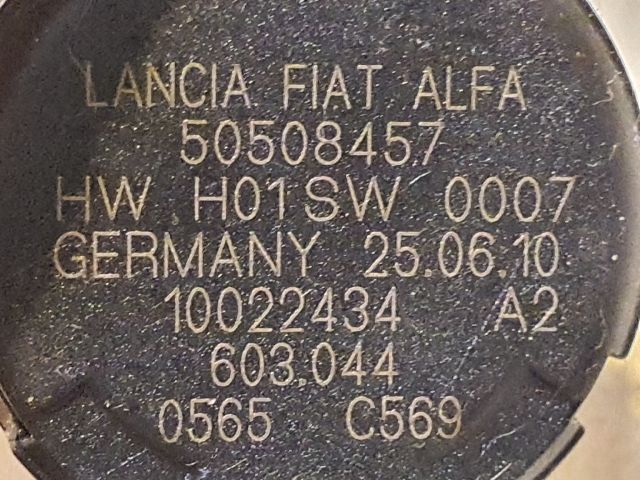 LANCIA FIAT ALFA
50508457
HW H01SW 0007
GERMANY 25.06.10
10022434 A2
603.044
0565 C569